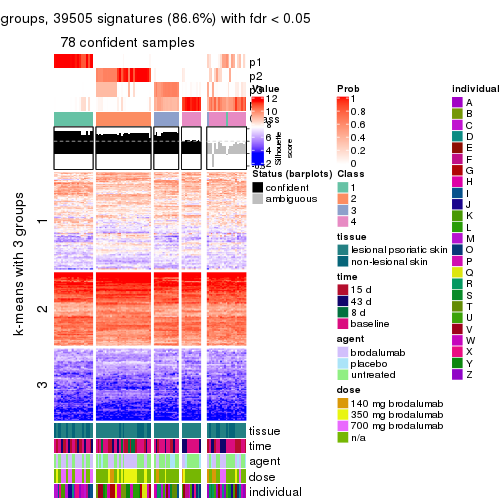 groups, 39505 signatures (86.6%) with fdr < 0.05
78 confident samples
p1
p2
Value
12
10
8
6
4
2
Silhouette
score
Prob
1
0.8
0.6
0.4
0.2
0
individual
A
B
C
D
E
F
G
H
I
J
K
L
M
O
P
Q
R
S
T
U
V
W
X
Y
Z
Status (barplots)
confident
ambiguous
Class
1
2
3
4
tissue
lesional psoriatic skin
non-lesional skin
time
15 d
43 d
8 d
baseline
agent
brodalumab
placebo
untreated
dose
140 mg brodalumab
350 mg brodalumab
700 mg brodalumab
n/a
k-means with 3 groups
1
2
3
tissue
time
agent
dose
individual